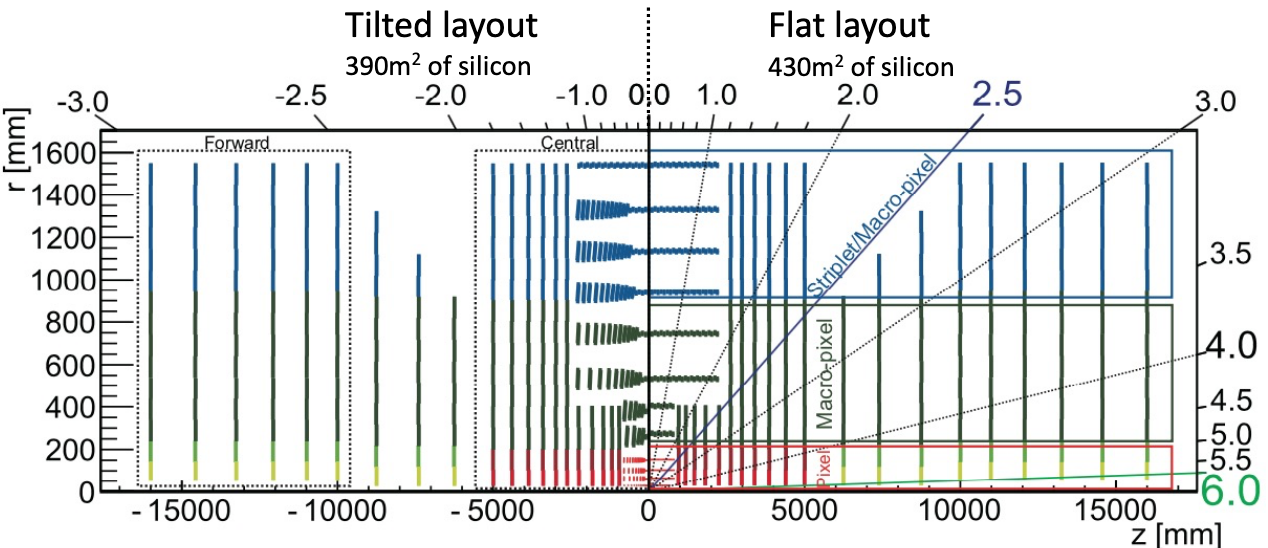 Tilted layout Flat layout
390m² of silicon 430m² of silicon
-3.0 -2.5 -2.0 -1.0 0.0 1.0 2.0 2.5 3.0
r [mm]
Forward Central
1600
1400
1200
1000
800
600
400
200
0
Striplet/Macro-pixel
Macro-pixel
Pixel
3.5
4.0
4.5
5.0
5.5
6.0
-15000 -10000 -5000 0 5000 10000 15000
z [mm]